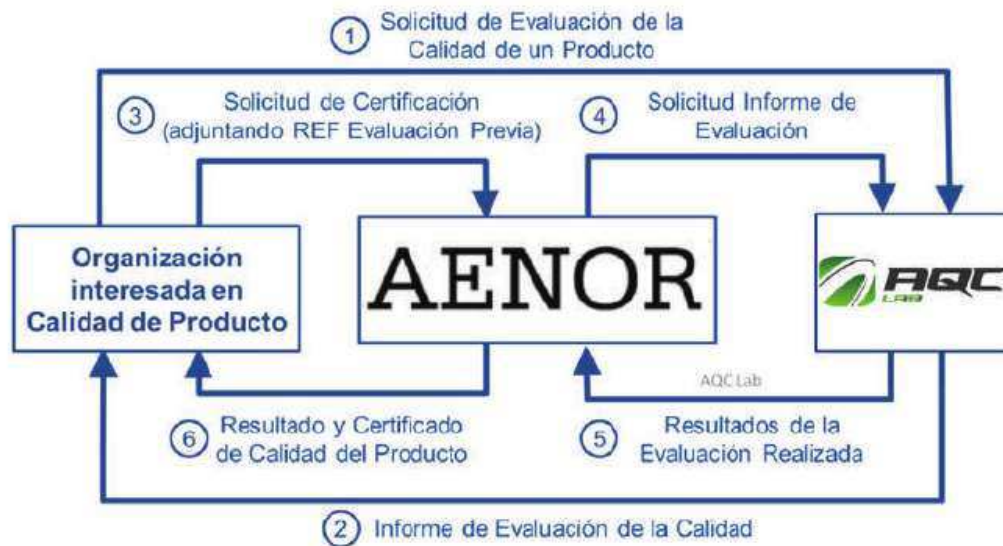 1 Solicitud de Evaluación de la
Calidad de un Producto
3 Solicitud de Certificación
(adjuntando REF Evaluación Previa)
4 Solicitud Informe de
Evaluación
Organización
interesada en
Calidad de Producto
AENOR
AQC
LAB
AQC Lab
6 Resultado y Certificado
de Calidad del Producto
5 Resultados de la
Evaluación Realizada
2 Informe de Evaluación de la Calidad